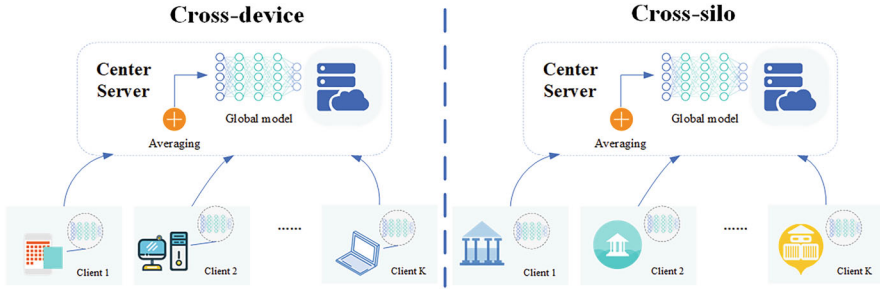 Cross-device
Center
Server
Averaging
Global model
Client 1
Client 2
......
Client K
Cross-silo
Center
Server
Averaging
Global model
Client 1
Client 2
......
Client K